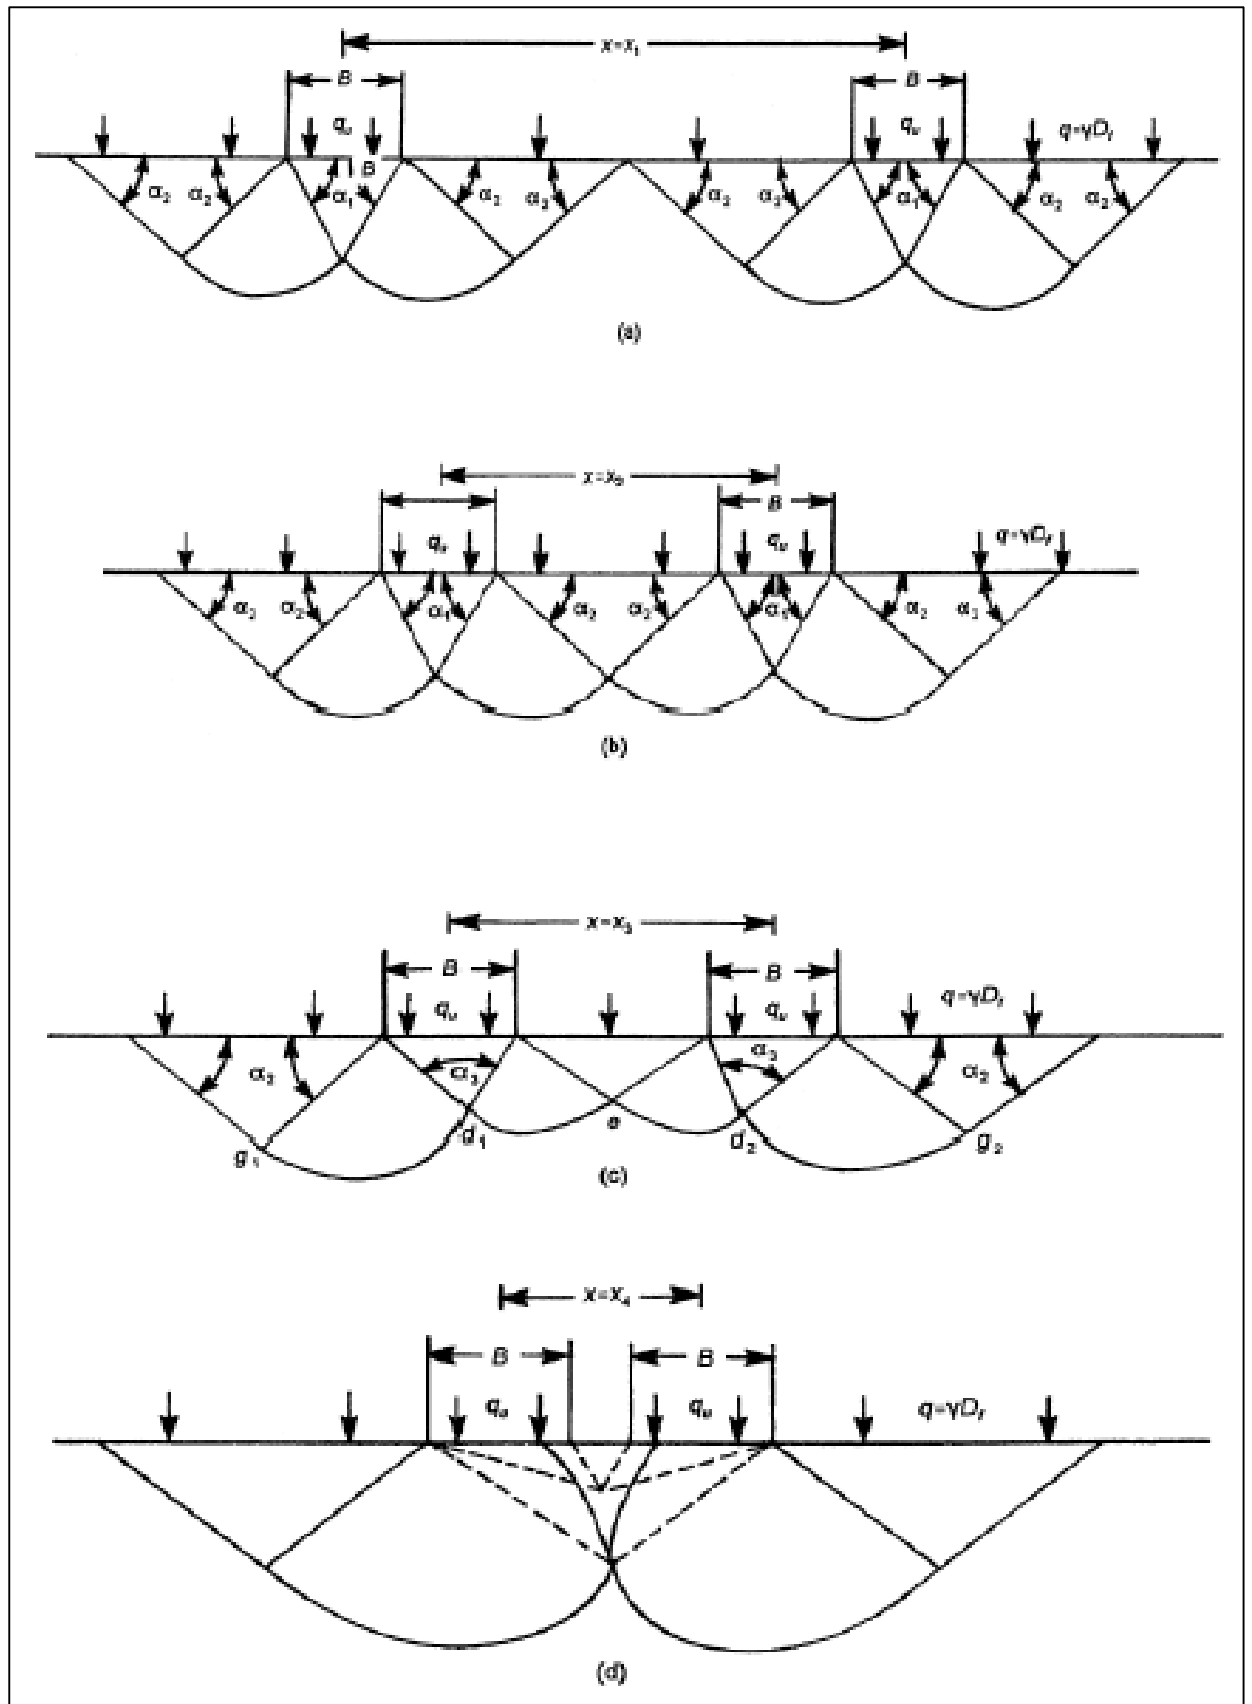 x=x₁
B B
qᵤ qᵤ q=γD_f
B
α₂ α₂ α₁ α₂ α₂ α₂ α₂ α₁ α₂ α₂
(a)
x=x₂
B
qᵤ qᵤ q=γD_f
α₂ α₂ α₁ α₂ α₂ α₁ α₂ α₂
(b)
x=x₃
B B
qᵤ qᵤ q=γD_f
α₂ α₃ α₃ α₂
g₁ d₁ e d₂ g₂
(c)
x=x₄
B B
qᵤ qᵤ q=γD_f
(d)